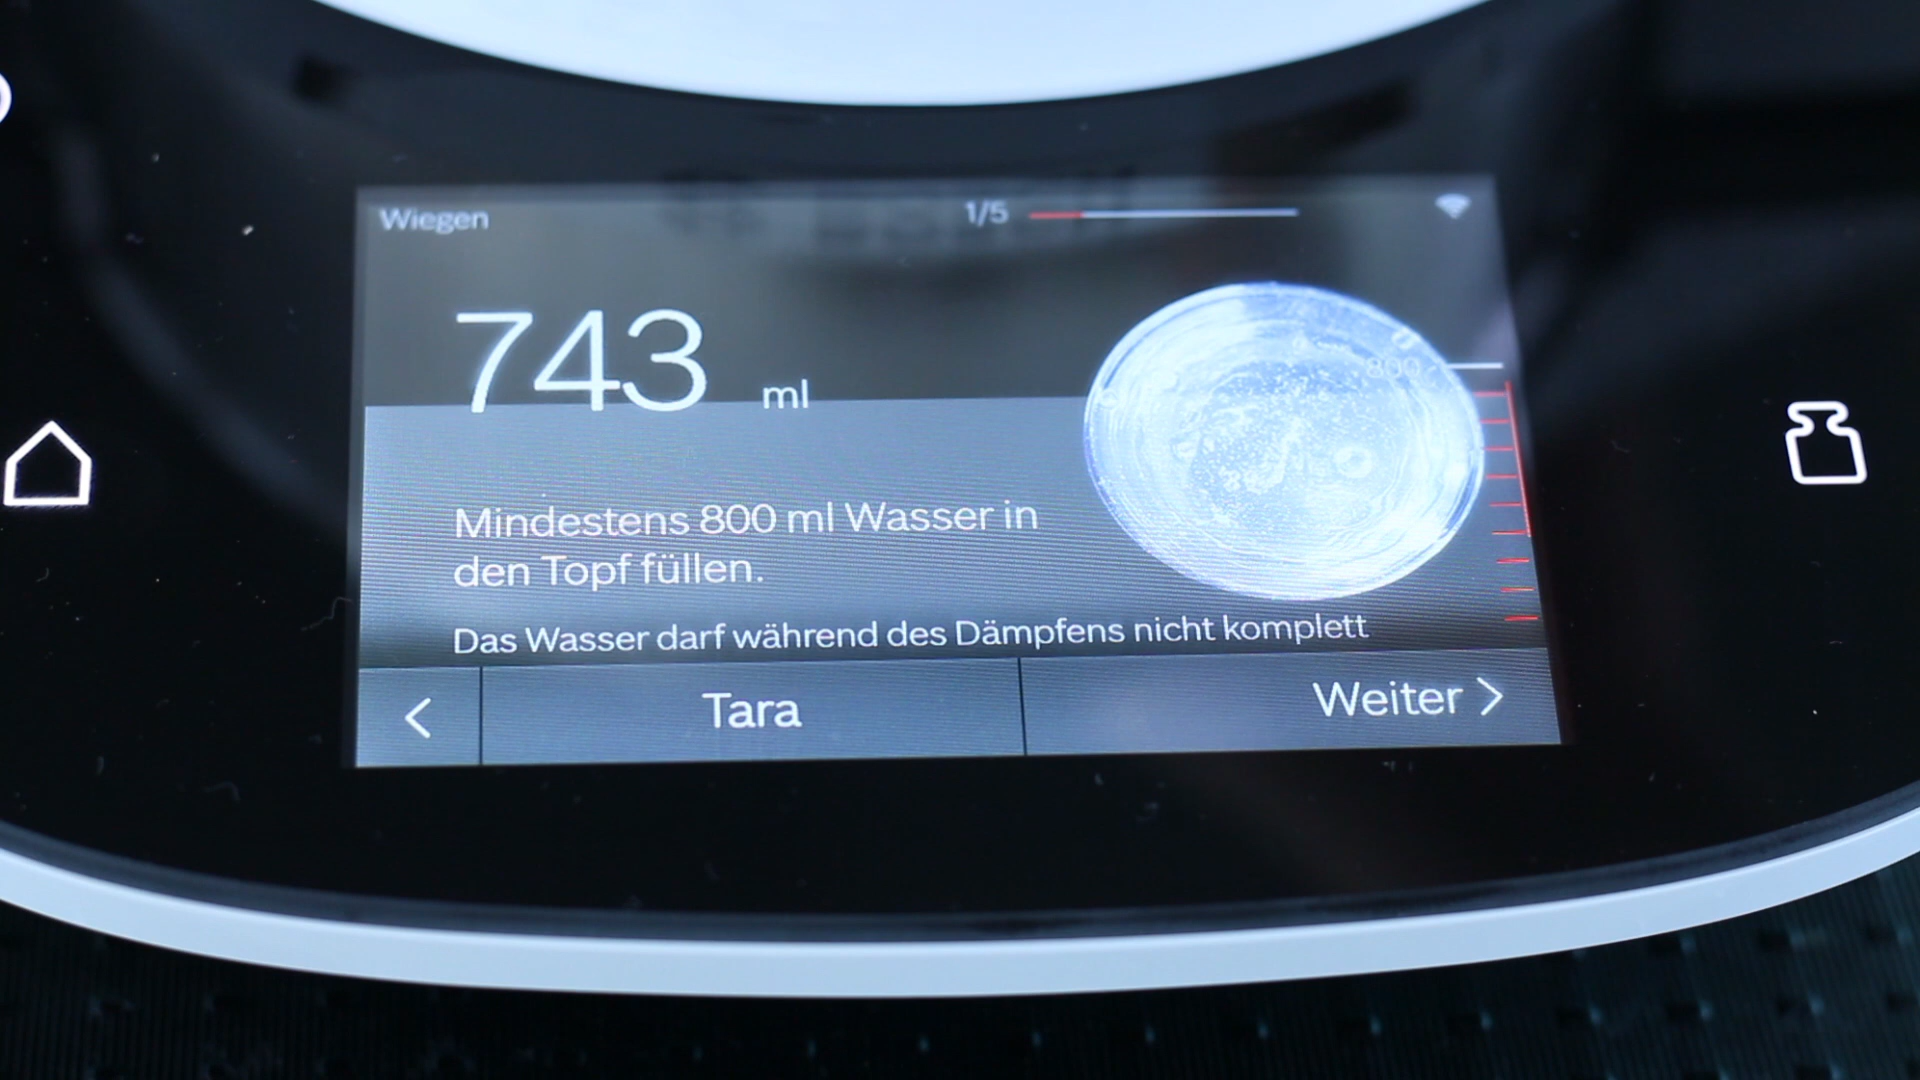 Wiegen
1/5
743 ml
800
Mindestens 800 ml Wasser in
den Topf füllen.
Das Wasser darf während des Dämpfens nicht komplett
Tara
Weiter